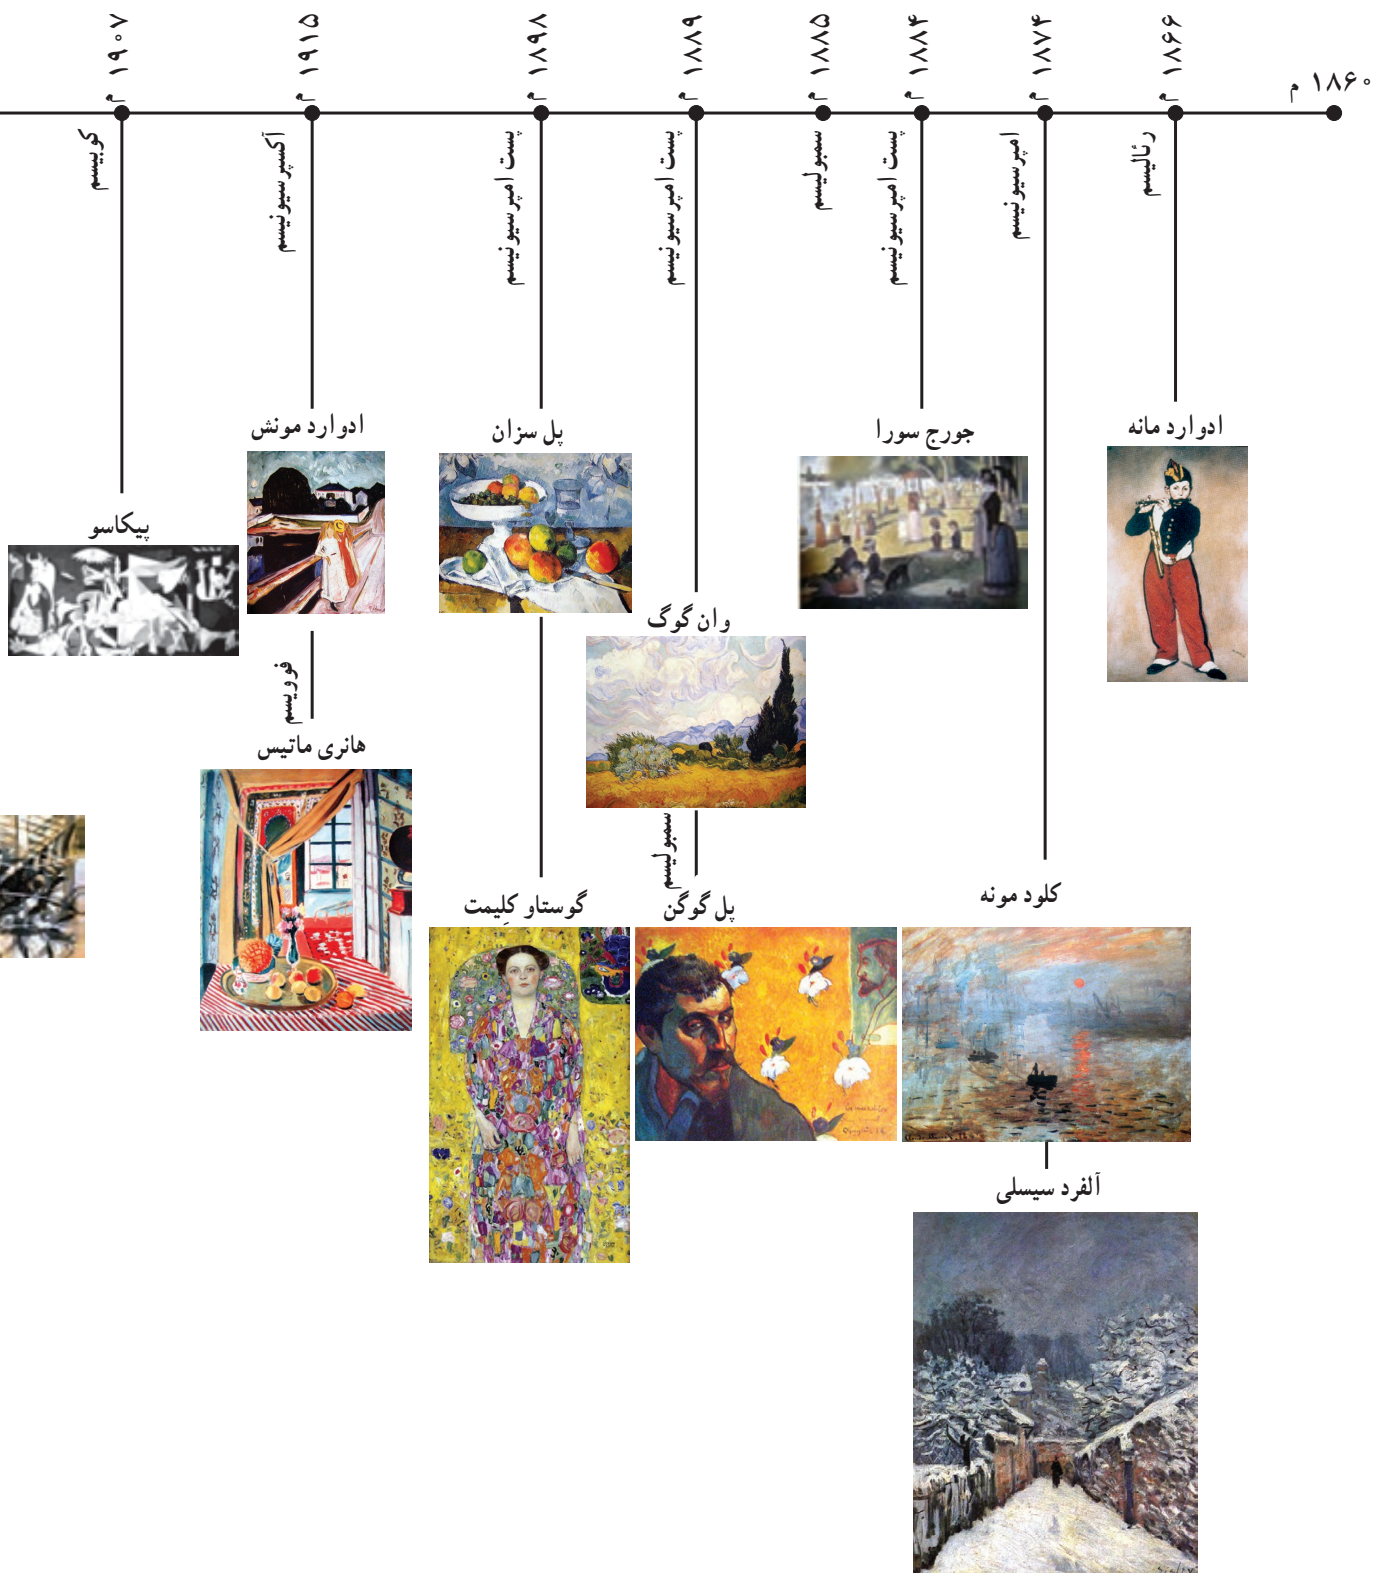 ۱۸۶۰ م
۱۸۶۶ م
۱۸۷۴ م
۱۸۸۴ م
۱۸۸۵ م
۱۸۸۹ م
۱۸۹۸ م
۱۹۱۵ م
۱۹۰۷ م
رئالیسم
امپرسیونیسم
پست امپرسیونیسم
سمبولیسم
پست امپرسیونیسم
پست امپرسیونیسم
آکسپرسیونیسم
کوبیسم
ادوارد مانه
جورج سورا
پل سزان
ادوارد مونش
پیکاسو
وان گوگ
فوویسم
هانری ماتیس
سمبولیسم
کلود مونه
پل گوگن
گوستاو کلِیمت
آلفرد سیسلی